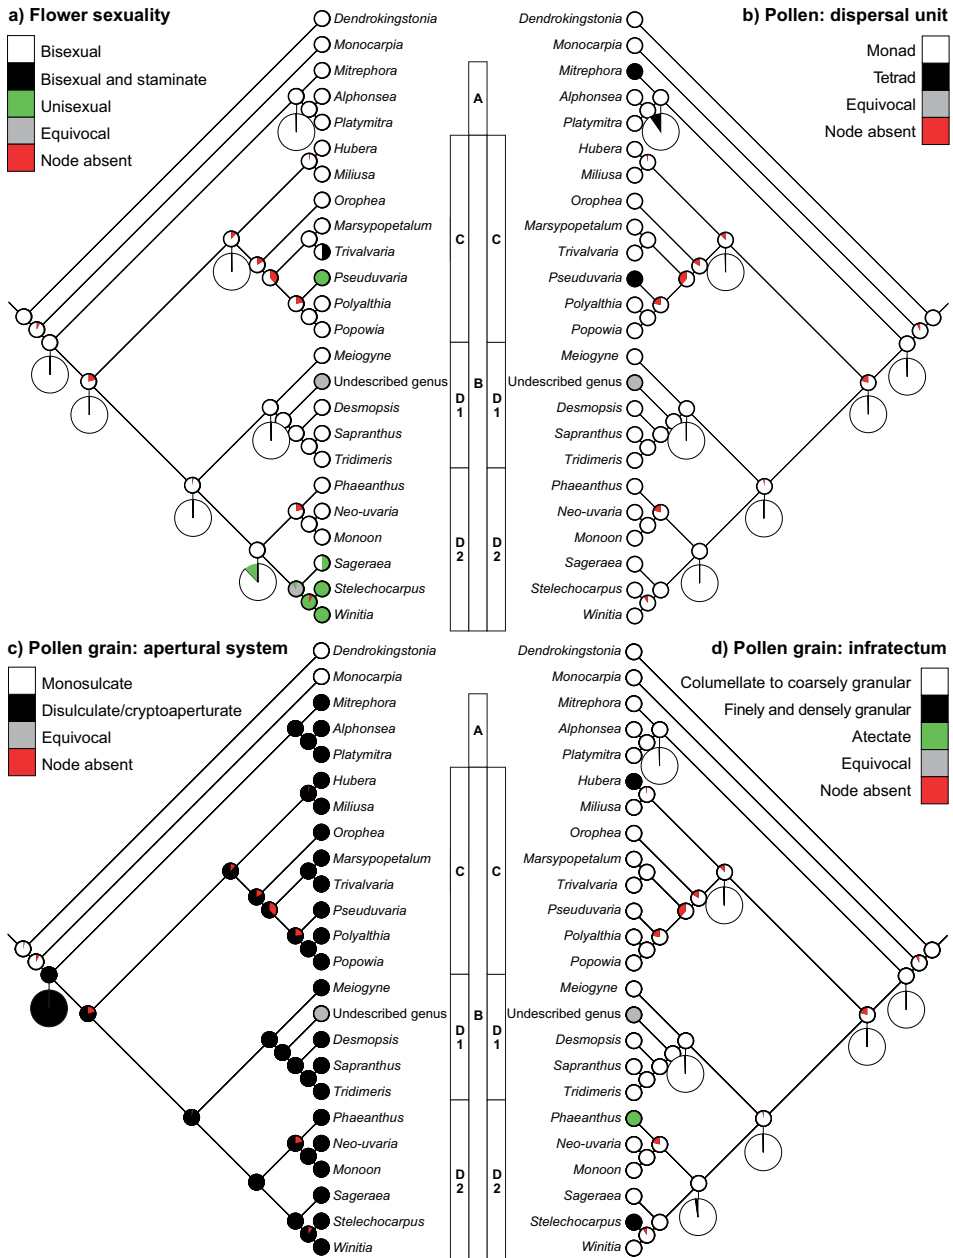 a) Flower sexuality
Bisexual
Bisexual and staminate
Unisexual
Equivocal
Node absent
Dendrokingstonia
Monocarpia
Mitrephora
Alphonsea
Platymitra
Hubera
Miliusa
Orophea
Marsypopetalum
Trivalvaria
Pseuduvaria
Polyalthia
Popowia
Meiogyne
Undescribed genus
Desmopsis
Sapranthus
Tridimeris
Phaeanthus
Neo-uvaria
Monoon
Sageraea
Stelechocarpus
Winitia
A
C
C
B
D
1
D
1
D
2
D
2
b) Pollen: dispersal unit
Monad
Tetrad
Equivocal
Node absent
Dendrokingstonia
Monocarpia
Mitrephora
Alphonsea
Platymitra
Hubera
Miliusa
Orophea
Marsypopetalum
Trivalvaria
Pseuduvaria
Polyalthia
Popowia
Meiogyne
Undescribed genus
Desmopsis
Sapranthus
Tridimeris
Phaeanthus
Neo-uvaria
Monoon
Sageraea
Stelechocarpus
Winitia
c) Pollen grain: apertural system
Monosulcate
Disulculate/cryptoaperturate
Equivocal
Node absent
Dendrokingstonia
Monocarpia
Mitrephora
Alphonsea
Platymitra
Hubera
Miliusa
Orophea
Marsypopetalum
Trivalvaria
Pseuduvaria
Polyalthia
Popowia
Meiogyne
Undescribed genus
Desmopsis
Sapranthus
Tridimeris
Phaeanthus
Neo-uvaria
Monoon
Sageraea
Stelechocarpus
Winitia
A
C
C
B
D
1
D
1
D
2
D
2
d) Pollen grain: infratectum
Columellate to coarsely granular
Finely and densely granular
Atectate
Equivocal
Node absent
Dendrokingstonia
Monocarpia
Mitrephora
Alphonsea
Platymitra
Hubera
Miliusa
Orophea
Marsypopetalum
Trivalvaria
Pseuduvaria
Polyalthia
Popowia
Meiogyne
Undescribed genus
Desmopsis
Sapranthus
Tridimeris
Phaeanthus
Neo-uvaria
Monoon
Sageraea
Stelechocarpus
Winitia